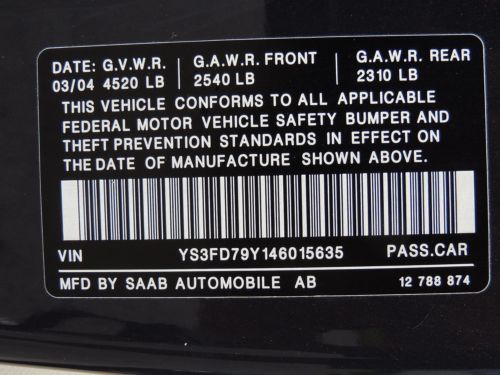 DATE: G.V.W.R. G.A.W.R. FRONT G.A.W.R. REAR
03/04 4520 LB 2540 LB 2310 LB
THIS VEHICLE CONFORMS TO ALL APPLICABLE
FEDERAL MOTOR VEHICLE SAFETY BUMPER AND
THEFT PREVENTION STANDARDS IN EFFECT ON
THE DATE OF MANUFACTURE SHOWN ABOVE.
VIN YS3FD79Y146015635 PASS.CAR
MFD BY SAAB AUTOMOBILE AB 12 788 874